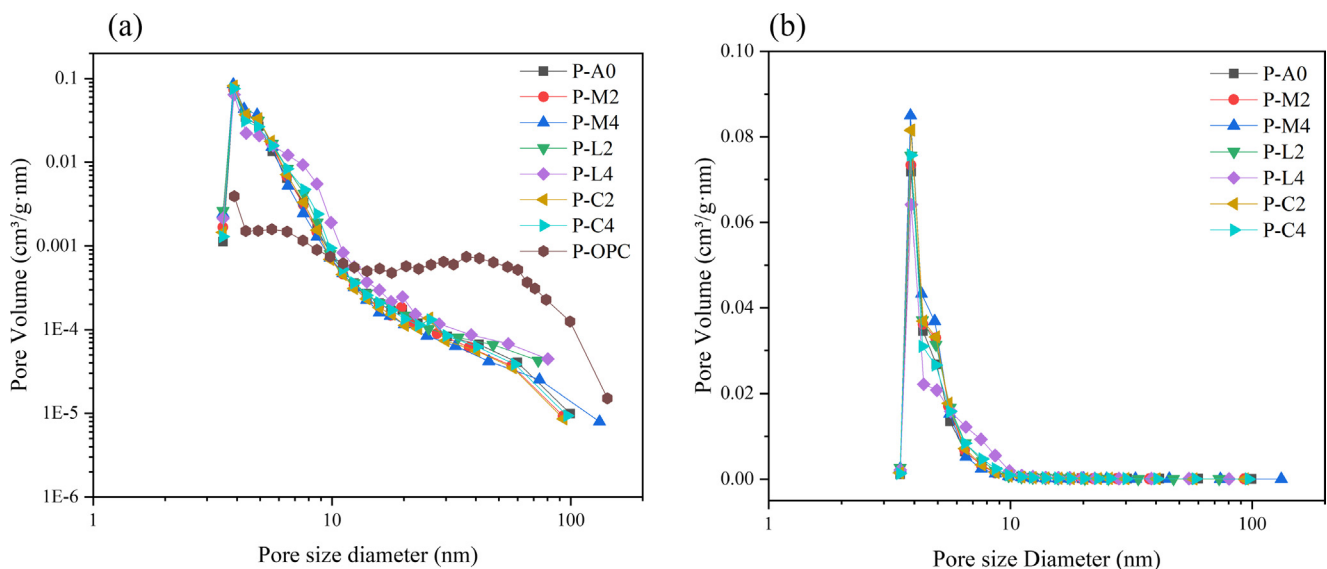 (a)
Pore Volume (cm³/g·nm)
0.1
0.01
0.001
1E-4
1E-5
1E-6
1
10
100
Pore size diameter (nm)
P-A0
P-M2
P-M4
P-L2
P-L4
P-C2
P-C4
P-OPC
(b)
Pore Volume (cm³/g·nm)
0.10
0.08
0.06
0.04
0.02
0.00
1
10
100
Pore size Diameter (nm)
P-A0
P-M2
P-M4
P-L2
P-L4
P-C2
P-C4